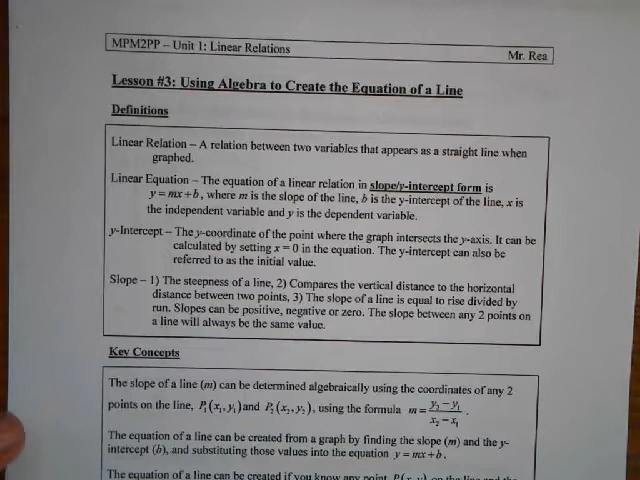 MPM2PP – Unit 1: Linear Relations
Mr. Rea
Lesson #3: Using Algebra to Create the Equation of a Line
Definitions
Linear Relation – A relation between two variables that appears as a straight line when
graphed.
Linear Equation – The equation of a linear relation in slope/y-intercept form is
y = mx + b, where m is the slope of the line, b is the y-intercept of the line, x is
the independent variable and y is the dependent variable.
y-Intercept – The y-coordinate of the point where the graph intersects the y-axis. It can be
calculated by setting x = 0 in the equation. The y-intercept can also be
referred to as the initial value.
Slope – 1) The steepness of a line, 2) Compares the vertical distance to the horizontal
distance between two points, 3) The slope of a line is equal to rise divided by
run. Slopes can be positive, negative or zero. The slope between any 2 points on
a line will always be the same value.
Key Concepts
The slope of a line (m) can be determined algebraically using the coordinates of any 2
points on the line, P₁(x₁, y₁) and P₂(x₂, y₂), using the formula m = (y₂ − y₁)/(x₂ − x₁).
The equation of a line can be created from a graph by finding the slope (m) and the y-
intercept (b), and substituting those values into the equation y = mx + b.
The equation of a line can be created if you know any point P(x, y) on the line and the